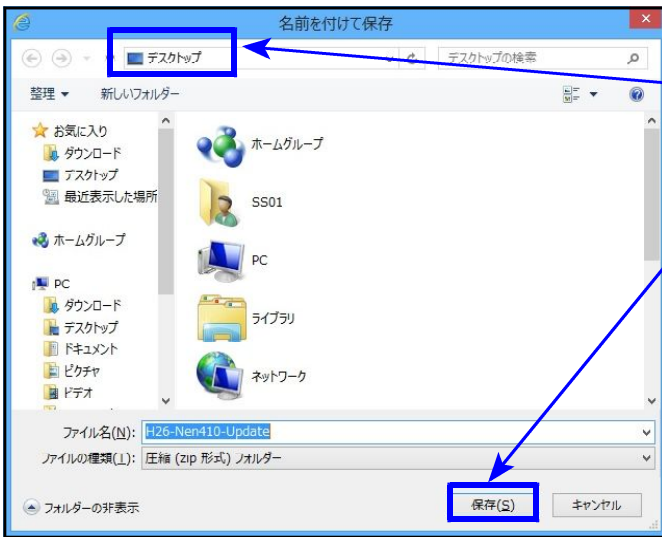 名前を付けて保存
デスクトップ
デスクトップの検索
整理
新しいフォルダー
お気に入り
ダウンロード
デスクトップ
最近表示した場所
ホームグループ
PC
ダウンロード
デスクトップ
ドキュメント
ピクチャ
ビデオ
ホームグループ
SS01
PC
ライブラリ
ネットワーク
ファイル名(N): H26-Nen410-Update
ファイルの種類(T): 圧縮 (zip 形式) フォルダー
フォルダーの非表示
保存(S)
キャンセル